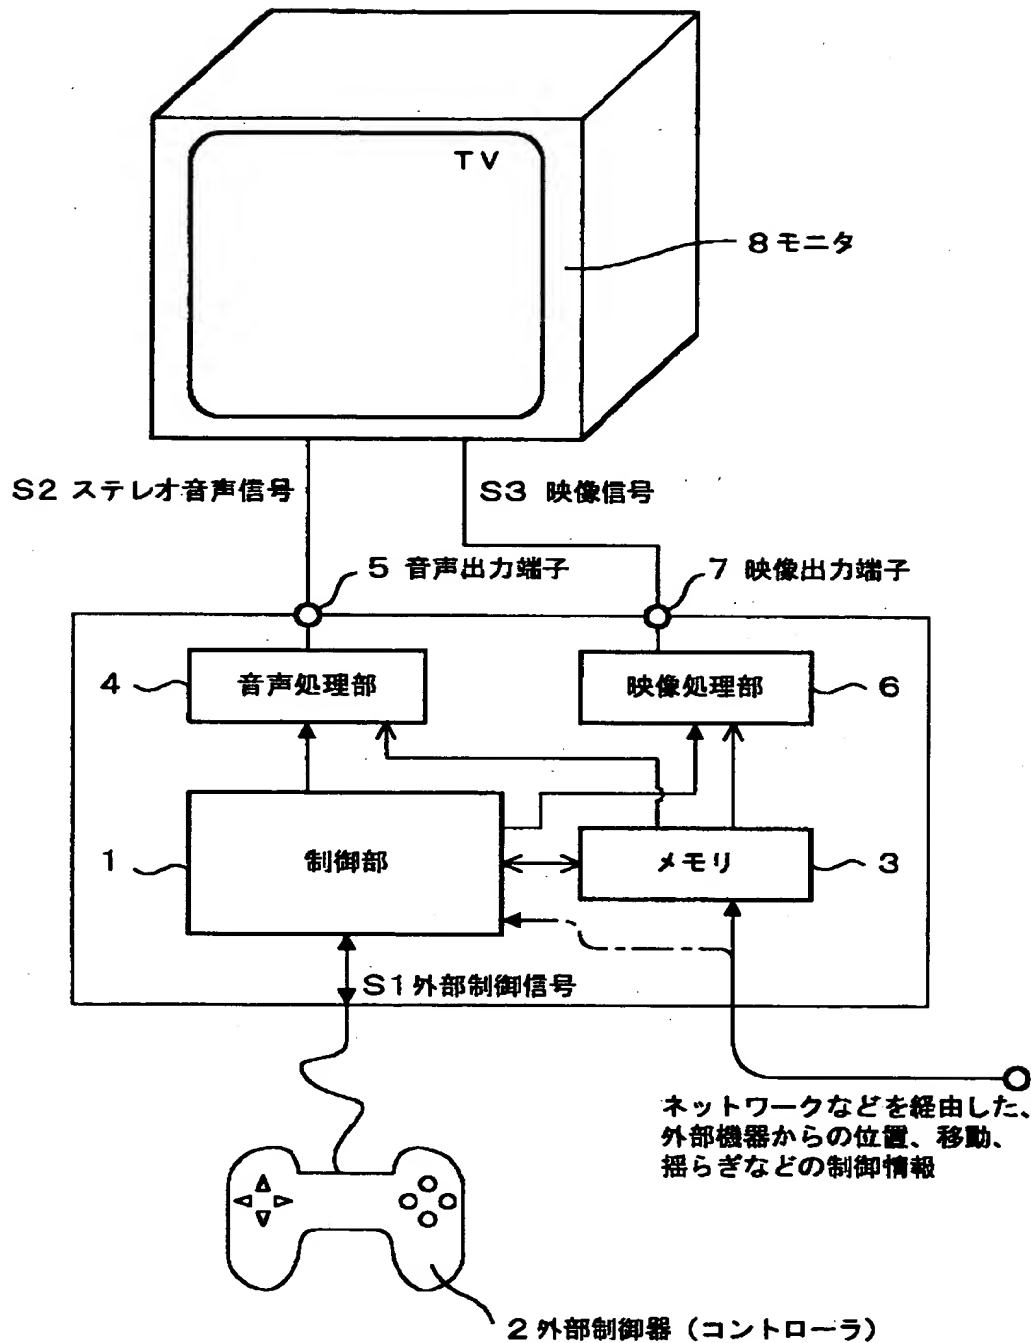 TV
8モニタ
S2 ステレオ音声信号
S3 映像信号
5 音声出力端子
7 映像出力端子
4
音声処理部
映像処理部
6
1
制御部
メモリ
3
S1外部制御信号
ネットワークなどを経由した、
外部機器からの位置、移動、
揺らぎなどの制御情報
2外部制御器（コントローラ）